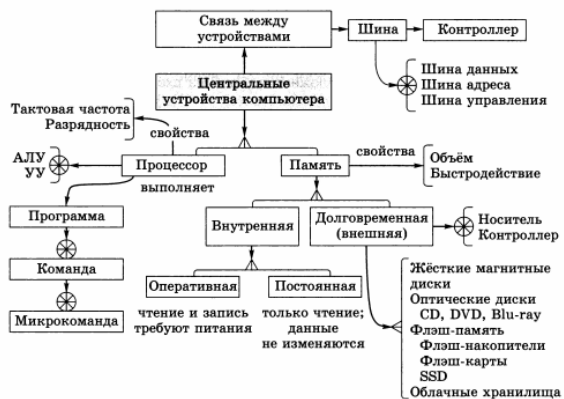 Связь между
устройствами
Шина
Контроллер
Шина данных
Шина адреса
Шина управления
Центральные
устройства компьютера
Тактовая частота
Разрядность
свойства
АЛУ
УУ
Процессор
Память
свойства
Объём
Быстродействие
выполняет
Программа
Команда
Микрокоманда
Внутренняя
Долговременная
(внешняя)
Носитель
Контроллер
Оперативная
Постоянная
чтение и запись
требуют питания
только чтение;
данные
не изменяются
Жёсткие магнитные
диски
Оптические диски
CD, DVD, Blu-ray
Флэш-память
Флэш-накопители
Флэш-карты
SSD
Облачные хранилища